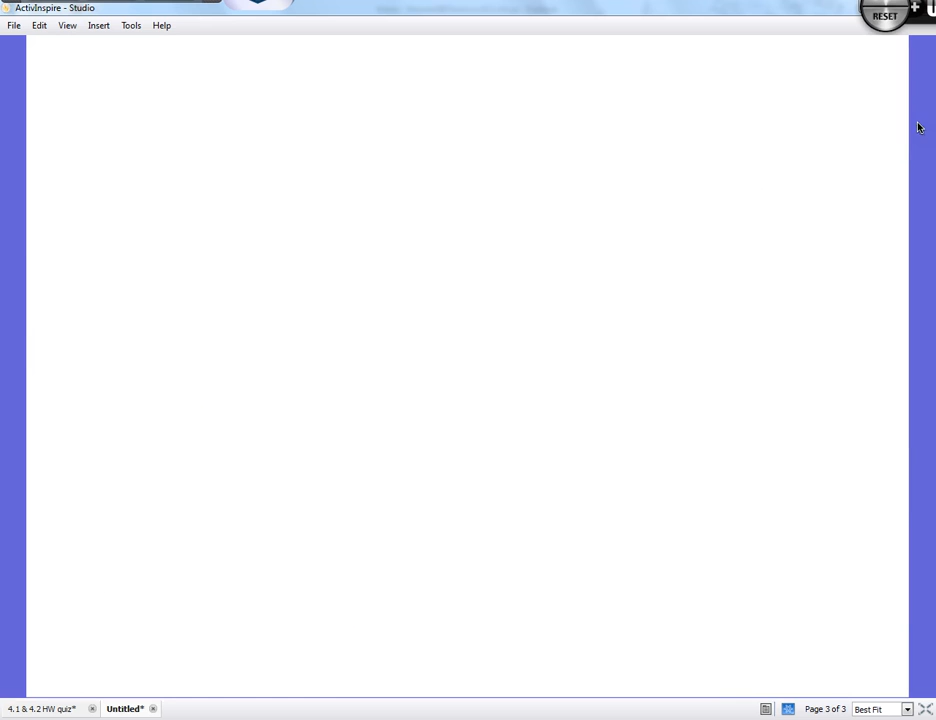 ActivInspire - Studio
RESET
File Edit View Insert Tools Help
4.1 & 4.2 HW quiz* Untitled* Page 3 of 3 Best Fit